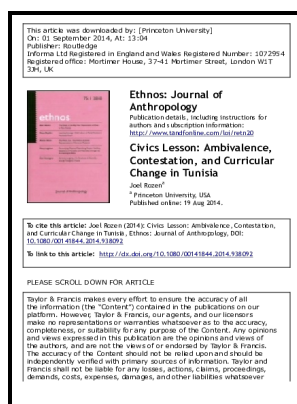 This article was downloaded by: [Princeton University]
On: 01 September 2014, At: 13:04
Publisher: Routledge
Informa Ltd Registered in England and Wales Registered Number: 1072954
Registered office: Mortimer House, 37-41 Mortimer Street, London W1T
3JH, UK
ethnos
Ethnos: Journal of
Anthropology
Publication details, including instructions for
authors and subscription information:
http://www.tandfonline.com/loi/retn20
Civics Lesson: Ambivalence,
Contestation, and Curricular
Change in Tunisia
Joel Rozen a
a Princeton University, USA
Published online: 19 Aug 2014.
To cite this article: Joel Rozen (2014): Civics Lesson: Ambivalence, Contestation,
and Curricular Change in Tunisia, Ethnos: Journal of Anthropology, DOI:
10.1080/00141844.2014.938092
To link to this article: http://dx.doi.org/10.1080/00141844.2014.938092
PLEASE SCROLL DOWN FOR ARTICLE
Taylor & Francis makes every effort to ensure the accuracy of all
the information (the "Content") contained in the publications on our
platform. However, Taylor & Francis, our agents, and our licensors
make no representations or warranties whatsoever as to the accuracy,
completeness, or suitability for any purpose of the Content. Any opinions
and views expressed in this publication are the opinions and views of
the authors, and are not the views of or endorsed by Taylor & Francis.
The accuracy of the Content should not be relied upon and should be
independently verified with primary sources of information. Taylor and
Francis shall not be liable for any losses, actions, claims, proceedings,
demands, costs, expenses, damages, and other liabilities whatsoever